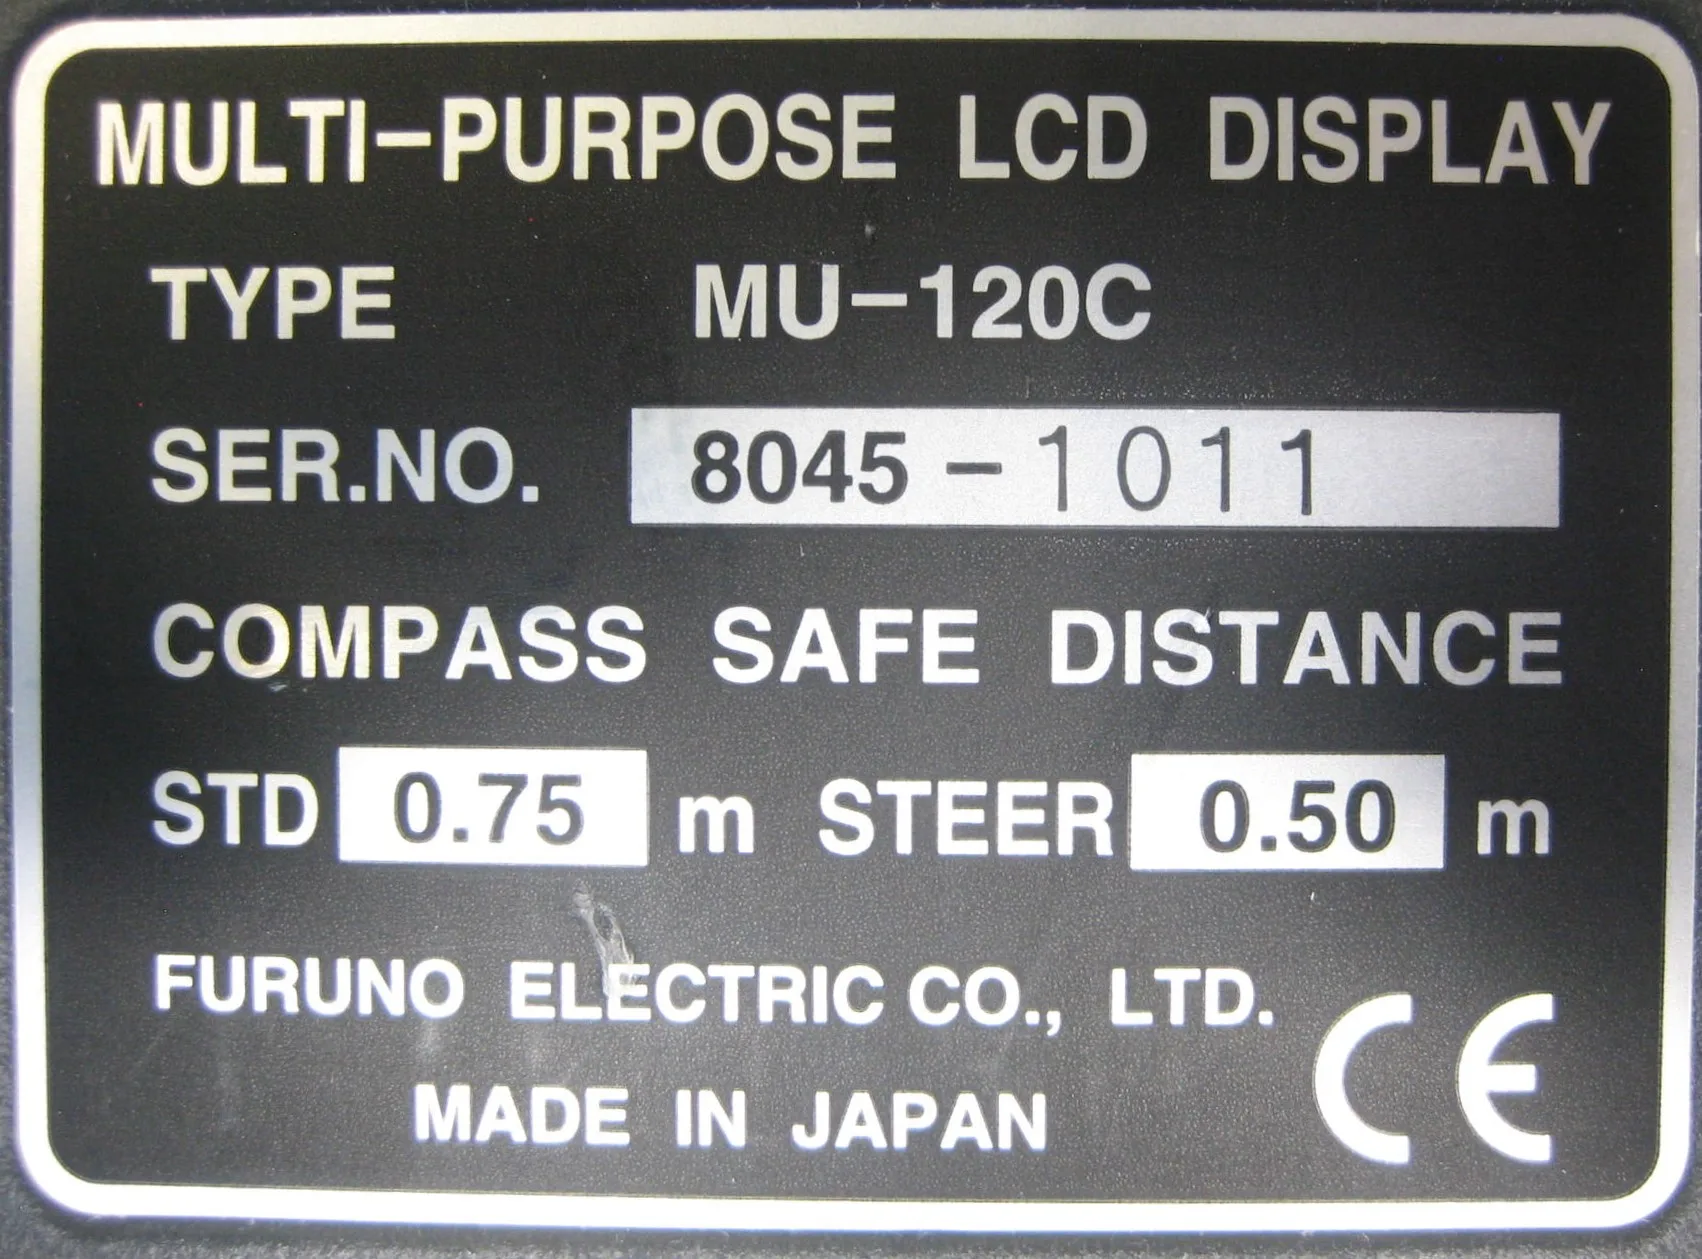 MULTI-PURPOSE LCD DISPLAY
TYPE MU-120C
SER.NO. 8045-1011
COMPASS SAFE DISTANCE
STD 0.75 m STEER 0.50 m
FURUNO ELECTRIC CO., LTD.
MADE IN JAPAN CE